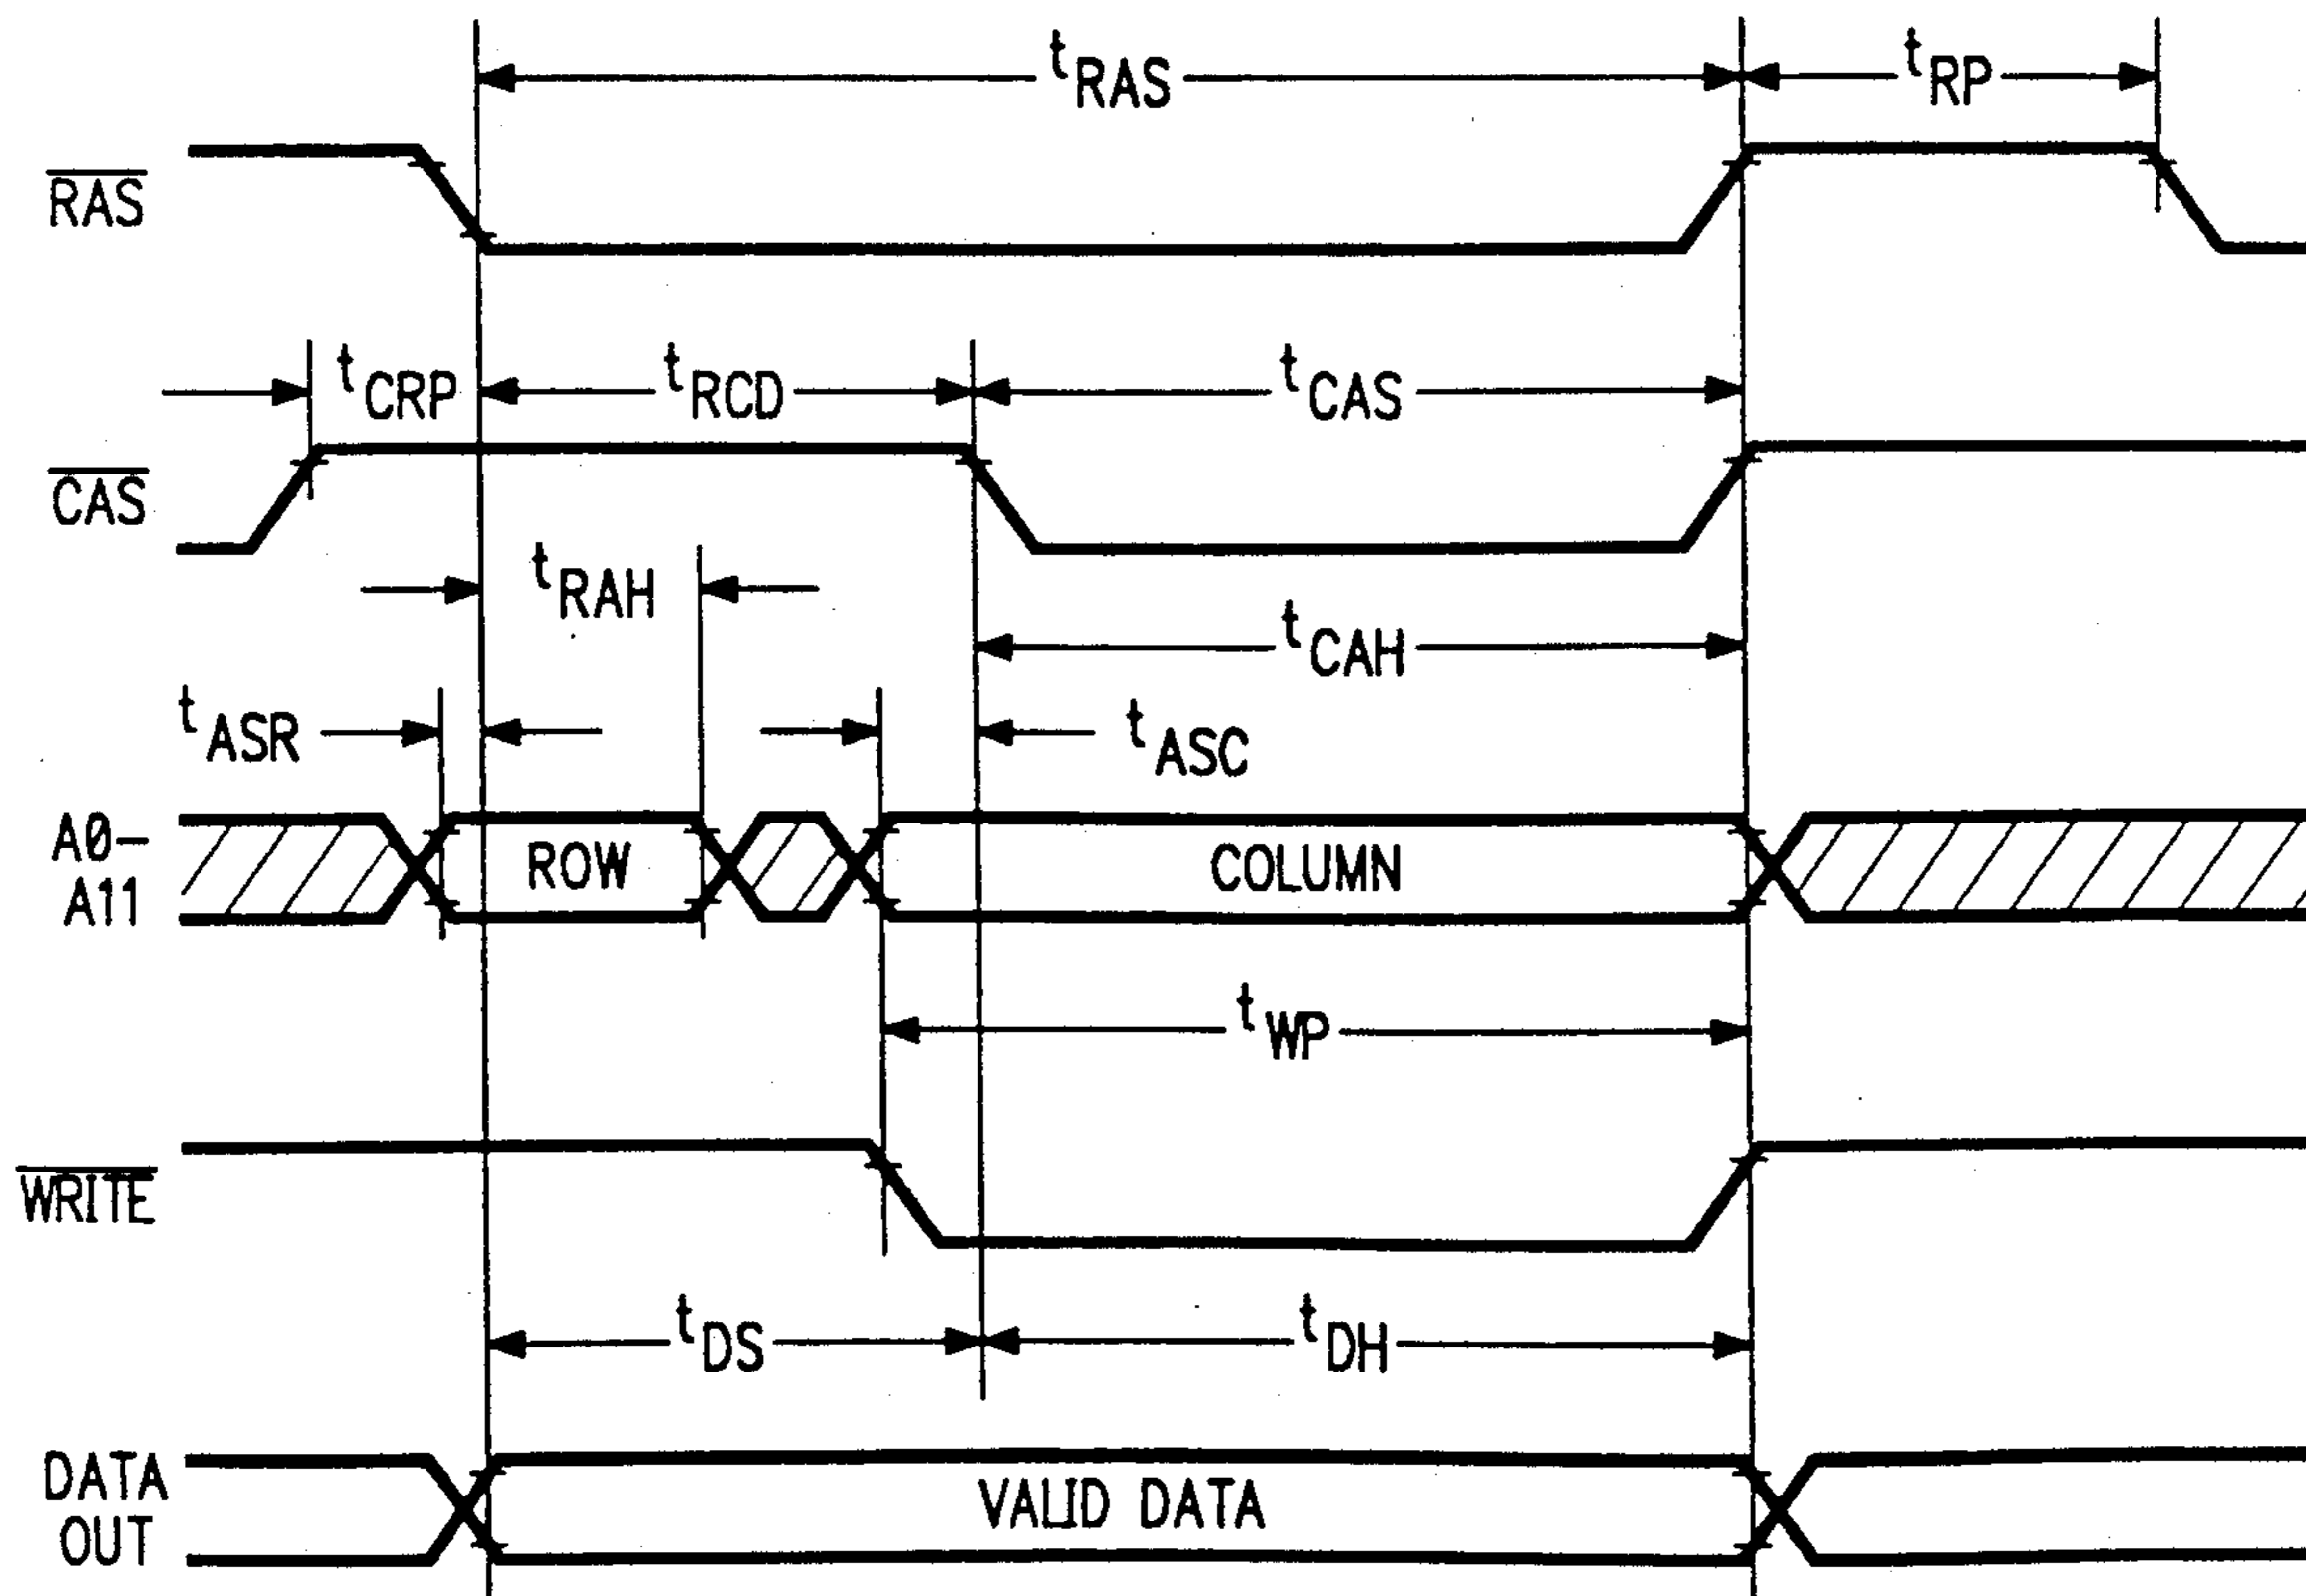 tRAS
tRP
RAS
tCRP
tRCD
tCAS
CAS
tRAH
tCAH
tASR
tASC
A0-
A11
ROW
COLUMN
tWP
WRITE
tDS
tDH
DATA
OUT
VALID DATA